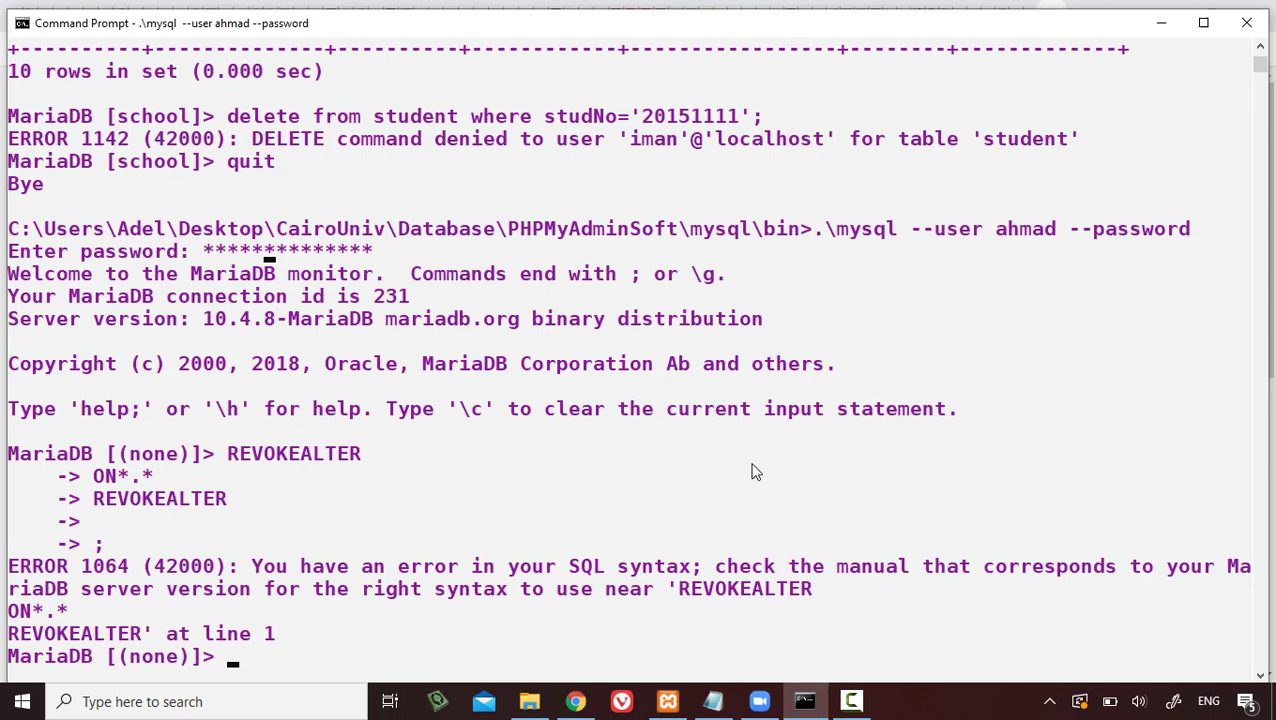 Command Prompt - .\mysql --user ahmad --password
+----------+--------------+----------+------------+-----------------+--------+-------------+
10 rows in set (0.000 sec)
MariaDB [school]> delete from student where studNo='20151111';
ERROR 1142 (42000): DELETE command denied to user 'iman'@'localhost' for table 'student'
MariaDB [school]> quit
Bye
C:\Users\Adel\Desktop\CairoUniv\Database\PHPMyAdminSoft\mysql\bin>.\mysql --user ahmad --password
Enter password: **************
Welcome to the MariaDB monitor.  Commands end with ; or \g.
Your MariaDB connection id is 231
Server version: 10.4.8-MariaDB mariadb.org binary distribution
Copyright (c) 2000, 2018, Oracle, MariaDB Corporation Ab and others.
Type 'help;' or '\h' for help. Type '\c' to clear the current input statement.
MariaDB [(none)]> REVOKEALTER
-> ON*.*
-> REVOKEALTER
->
-> ;
ERROR 1064 (42000): You have an error in your SQL syntax; check the manual that corresponds to your Ma
riaDB server version for the right syntax to use near 'REVOKEALTER
ON*.*
REVOKEALTER' at line 1
MariaDB [(none)]>
Type here to search
ENG
5